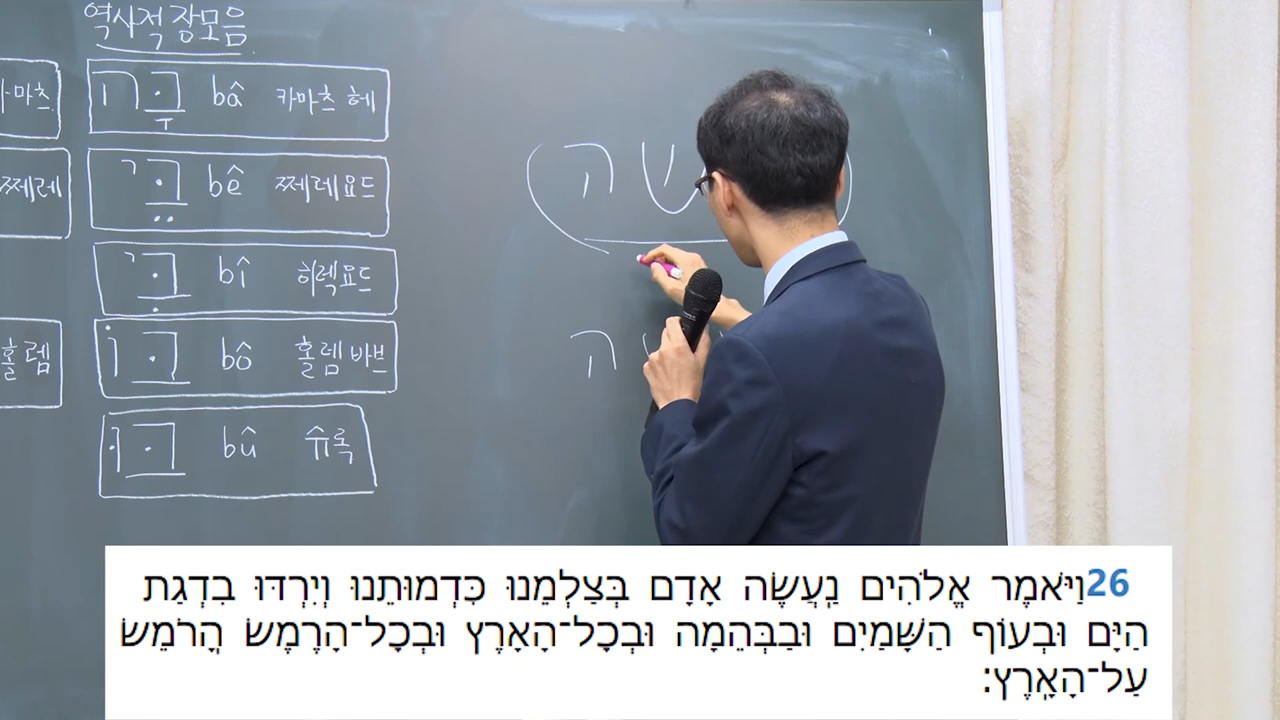 역사적 장모음
마츠
בָּה bâ 카마츠 헤
쩨레
בֵּי bê 쩨레요드
בִּי bî 히렉요드
홀렘
בּוֹ bô 홀렘 바브
בּוּ bû 슈룩
שׂה
ה
26וַיֹּאמֶר אֱלֹהִים נַֽעֲשֶׂה אָדָם בְּצַלְמֵנוּ כִּדְמוּתֵנוּ וְיִרְדּוּ בִדְגַת
הַיָּם וּבְעוֹף הַשָּׁמַיִם וּבַבְּהֵמָה וּבְכָל־הָאָרֶץ וּבְכָל־הָרֶמֶשׂ הָֽרֹמֵשׂ
עַל־הָאָֽרֶץ׃